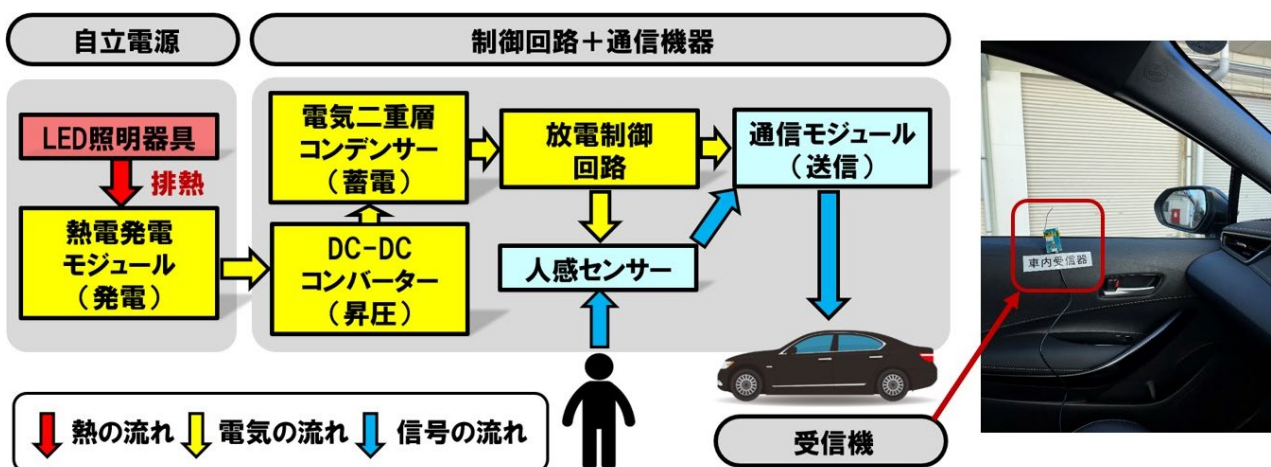 自立電源
制御回路＋通信機器
LED照明器具
排熱
熱電発電
モジュール
（発電）
電気二重層
コンデンサー
（蓄電）
DC-DC
コンバーター
（昇圧）
放電制御
回路
通信モジュール
（送信）
人感センサー
車内受信器
熱の流れ
電気の流れ
信号の流れ
受信機